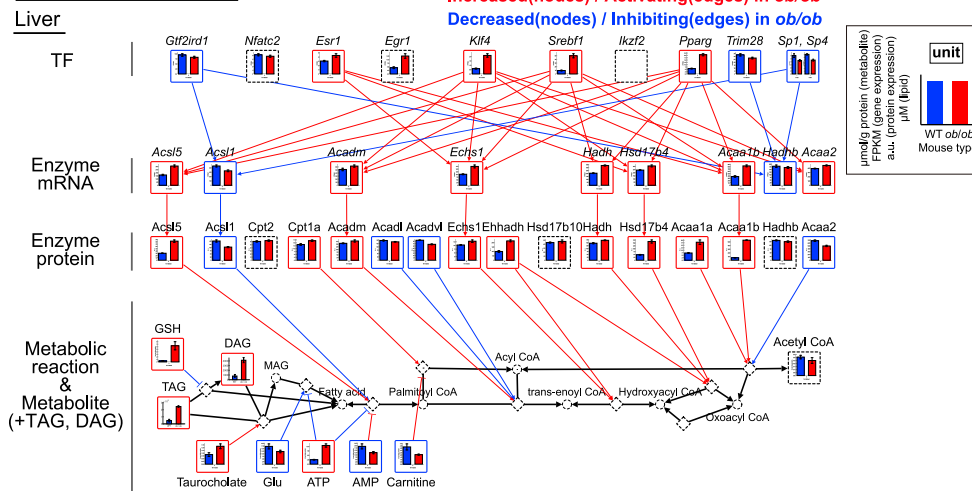 Increased(nodes) / Activating(edges) in ob/ob
Decreased(nodes) / Inhibiting(edges) in ob/ob
Liver
TF
Gtf2ird1 Nfatc2 Esr1 Egr1 Klf4 Srebf1 Ikzf2 Pparg Trim28 Sp1, Sp4
Enzyme
mRNA
Acsl5 Acsl1 Acadm Echs1 Hadh Hsd17b4 Acaa1b Hadhb Acaa2
Enzyme
protein
Acsl5 Acsl1 Cpt2 Cpt1a Acadm Acadl Acadvl Echs1 Ehhadh Hsd17b10 Hadh Hsd17b4 Acaa1a Acaa1b Hadhb Acaa2
Metabolic
reaction
&
Metabolite
(+TAG, DAG)
GSH
DAG
TAG
MAG
Fatty acid
Palmitoyl CoA
Acyl CoA
trans-enoyl CoA
Hydroxyacyl CoA
Oxoacyl CoA
Acetyl CoA
Taurocholate Glu ATP AMP Carnitine
µmol/g protein (metabolite)
FPKM (gene expression)
a.u. (protein expression)
µM (lipid)
unit
WT ob/ob
Mouse typ